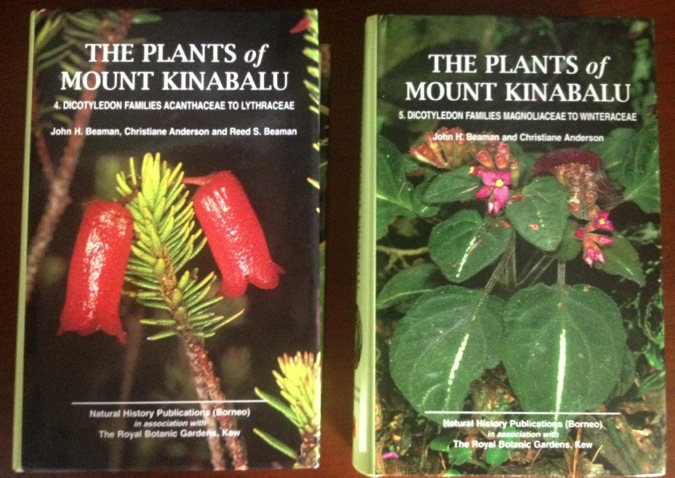 THE PLANTS of
MOUNT KINABALU
4. DICOTYLEDON FAMILIES ACANTHACEAE TO LYTHRACEAE
John H. Beaman, Christiane Anderson and Reed S. Beaman
Natural History Publications (Borneo)
in association with
The Royal Botanic Gardens, Kew
THE PLANTS of
MOUNT KINABALU
5. DICOTYLEDON FAMILIES MAGNOLIACEAE TO WINTERACEAE
John H. Beaman and Christiane Anderson
Natural History Publications (Borneo)
in association with
The Royal Botanic Gardens, Kew